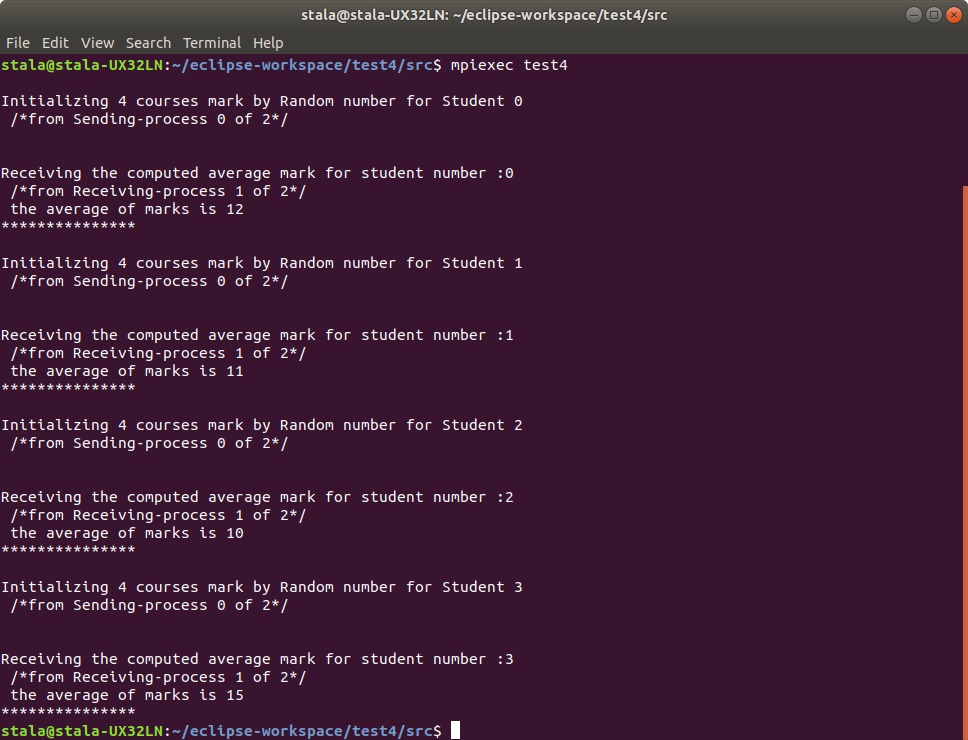 stala@stala-UX32LN: ~/eclipse-workspace/test4/src
File Edit View Search Terminal Help
stala@stala-UX32LN:~/eclipse-workspace/test4/src$ mpiexec test4
Initializing 4 courses mark by Random number for Student 0
/*from Sending-process 0 of 2*/
Receiving the computed average mark for student number :0
/*from Receiving-process 1 of 2*/
the average of marks is 12
***************
Initializing 4 courses mark by Random number for Student 1
/*from Sending-process 0 of 2*/
Receiving the computed average mark for student number :1
/*from Receiving-process 1 of 2*/
the average of marks is 11
***************
Initializing 4 courses mark by Random number for Student 2
/*from Sending-process 0 of 2*/
Receiving the computed average mark for student number :2
/*from Receiving-process 1 of 2*/
the average of marks is 10
***************
Initializing 4 courses mark by Random number for Student 3
/*from Sending-process 0 of 2*/
Receiving the computed average mark for student number :3
/*from Receiving-process 1 of 2*/
the average of marks is 15
***************
stala@stala-UX32LN:~/eclipse-workspace/test4/src$